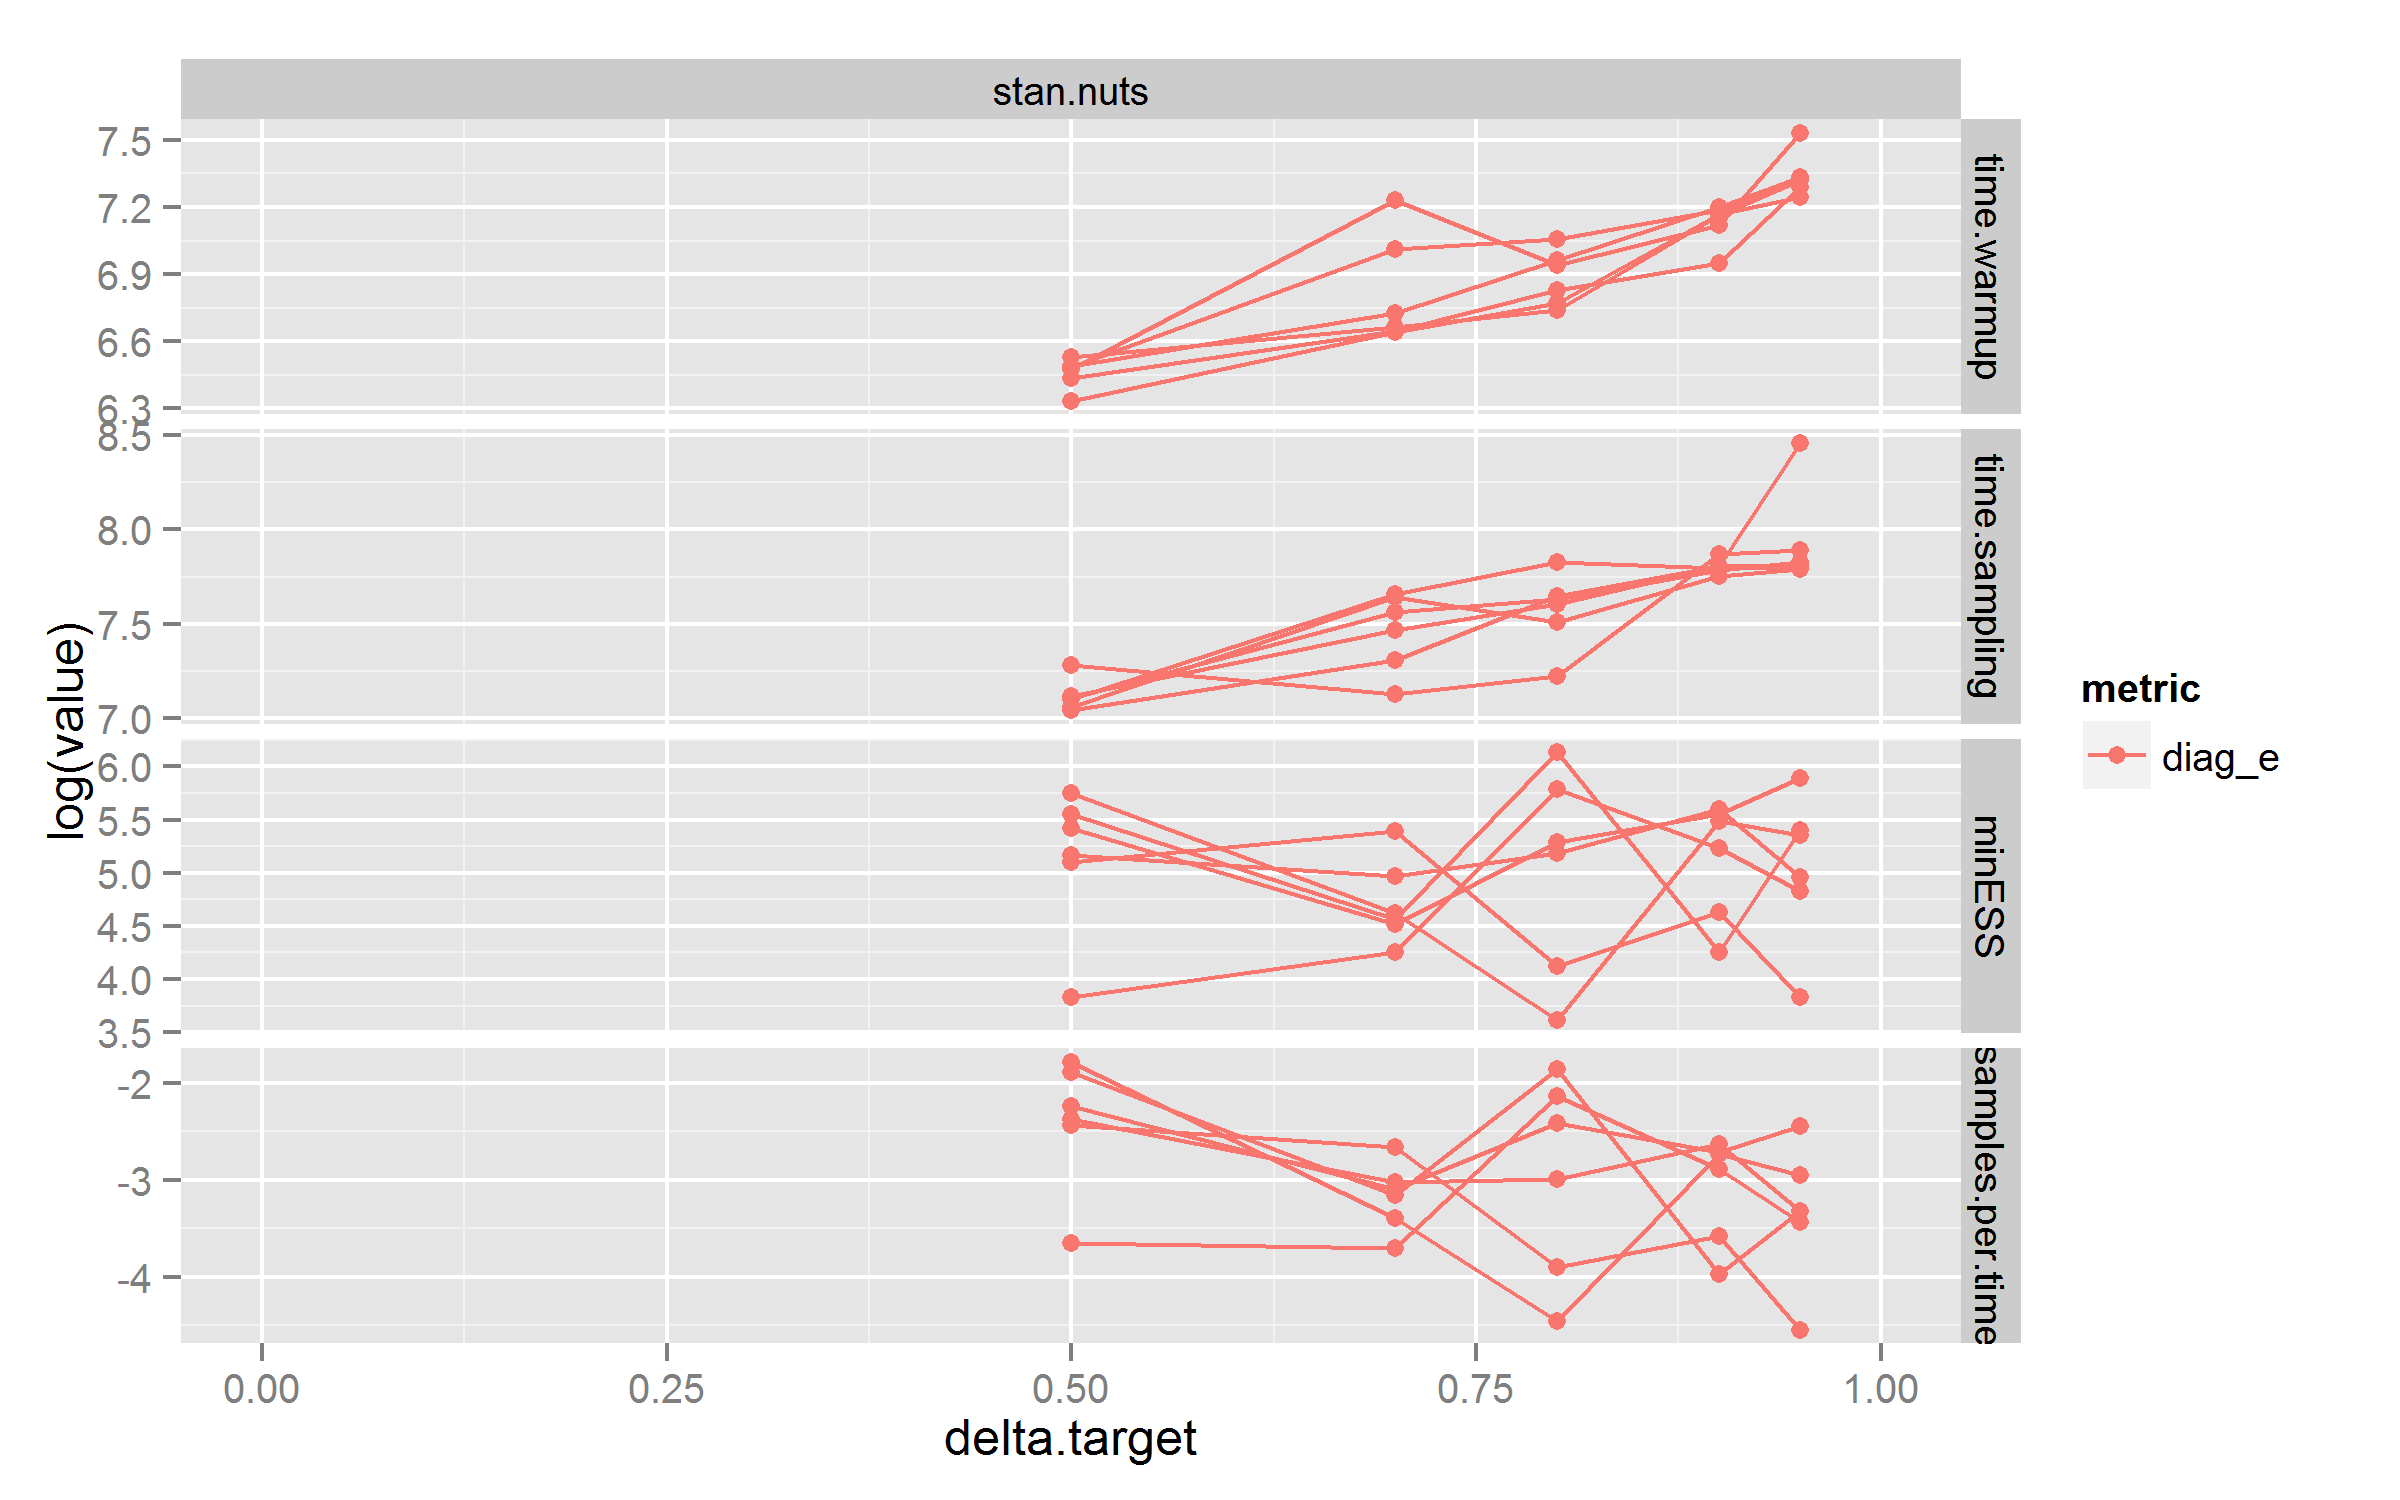 stan.nuts
7.5
7.2
6.9
6.6
6.3
time.warmup
8.5
8.0
7.5
7.0
time.sampling
6.0
5.5
5.0
4.5
4.0
3.5
minESS
-2
-3
-4
samples.per.time
log(value)
0.00 0.25 0.50 0.75 1.00
delta.target
metric
diag_e